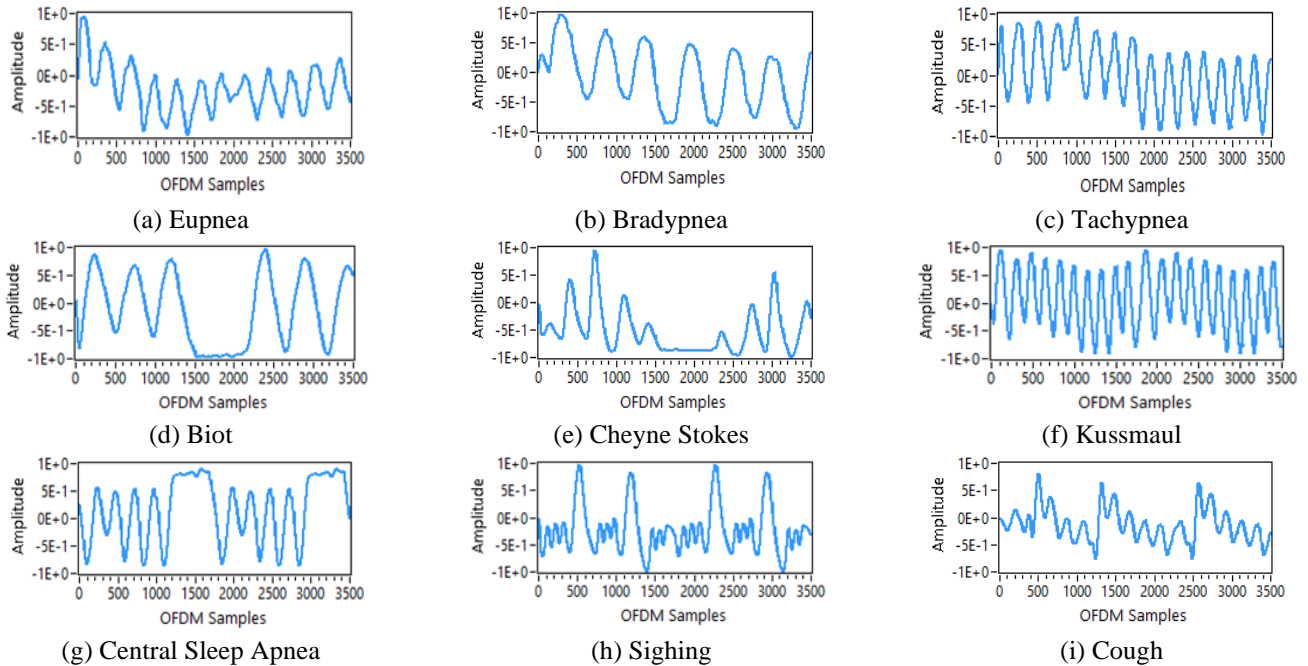 1E+0
5E-1
0E+0
-5E-1
-1E+0
Amplitude
0 500 1000 1500 2000 2500 3000 3500
OFDM Samples
(a) Eupnea
1E+0
5E-1
0E+0
-5E-1
-1E+0
Amplitude
0 500 1000 1500 2000 2500 3000 3500
OFDM Samples
(b) Bradypnea
1E+0
5E-1
0E+0
-5E-1
-1E+0
Amplitude
0 500 1000 1500 2000 2500 3000 3500
OFDM Samples
(c) Tachypnea
1E+0
5E-1
0E+0
-5E-1
-1E+0
Amplitude
0 500 1000 1500 2000 2500 3000 3500
OFDM Samples
(d) Biot
1E+0
5E-1
0E+0
-5E-1
-1E+0
Amplitude
0 500 1000 1500 2000 2500 3000 3500
OFDM Samples
(e) Cheyne Stokes
1E+0
5E-1
0E+0
-5E-1
-1E+0
Amplitude
0 500 1000 1500 2000 2500 3000 3500
OFDM Samples
(f) Kussmaul
1E+0
5E-1
0E+0
-5E-1
-1E+0
Amplitude
0 500 1000 1500 2000 2500 3000 3500
OFDM Samples
(g) Central Sleep Apnea
1E+0
5E-1
0E+0
-5E-1
-1E+0
Amplitude
0 500 1000 1500 2000 2500 3000 3500
OFDM Samples
(h) Sighing
1E+0
5E-1
0E+0
-5E-1
-1E+0
Amplitude
0 500 1000 1500 2000 2500 3000 3500
OFDM Samples
(i) Cough